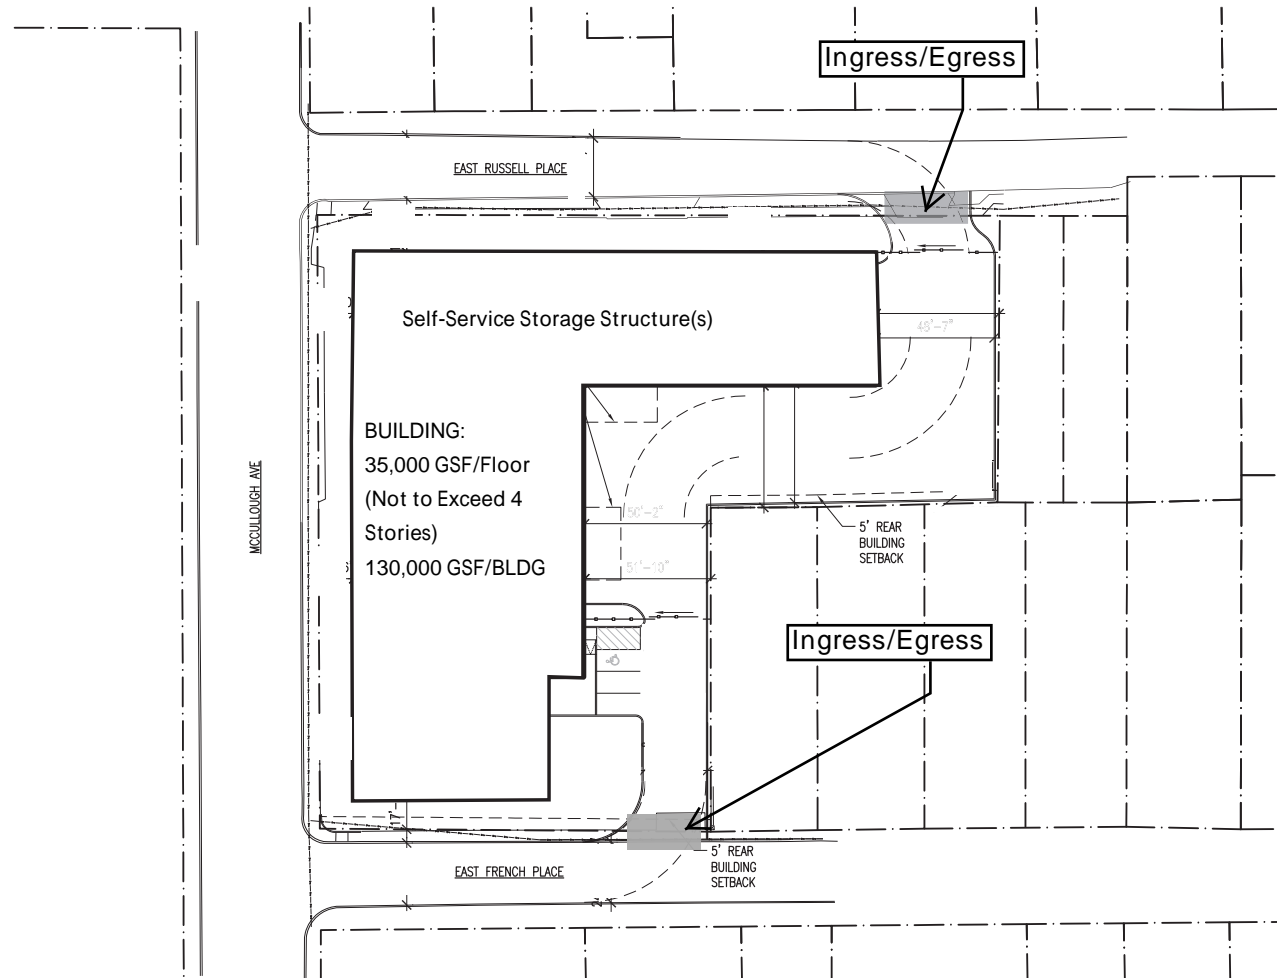 Ingress/Egress
EAST RUSSELL PLACE
Self-Service Storage Structure(s)
48'-7"
BUILDING:
35,000 GSF/Floor
(Not to Exceed 4
Stories)
130,000 GSF/BLDG
MCCULLOUGH AVE
50'-2"
51'-10"
5' REAR
BUILDING
SETBACK
Ingress/Egress
17'
5' REAR
BUILDING
SETBACK
EAST FRENCH PLACE